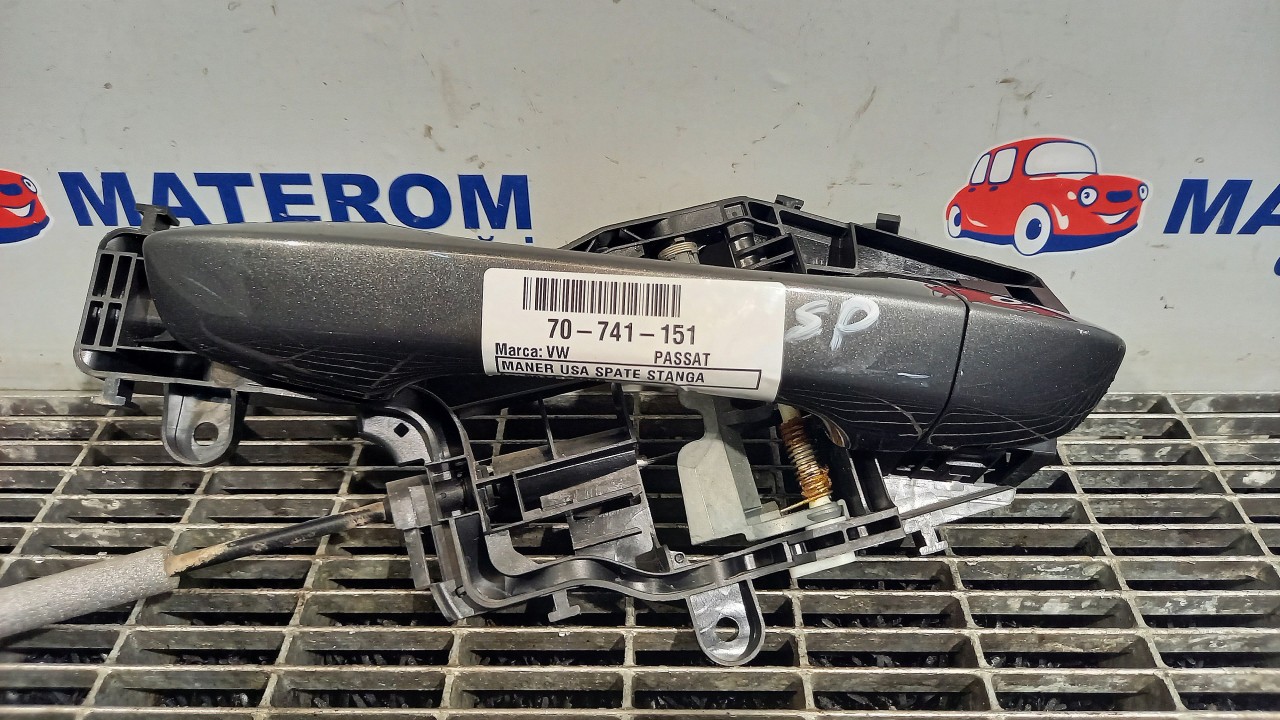 MATEROM
MA
70-741-151
Marca: VW PASSAT
MANER USA SPATE STANGA
SP